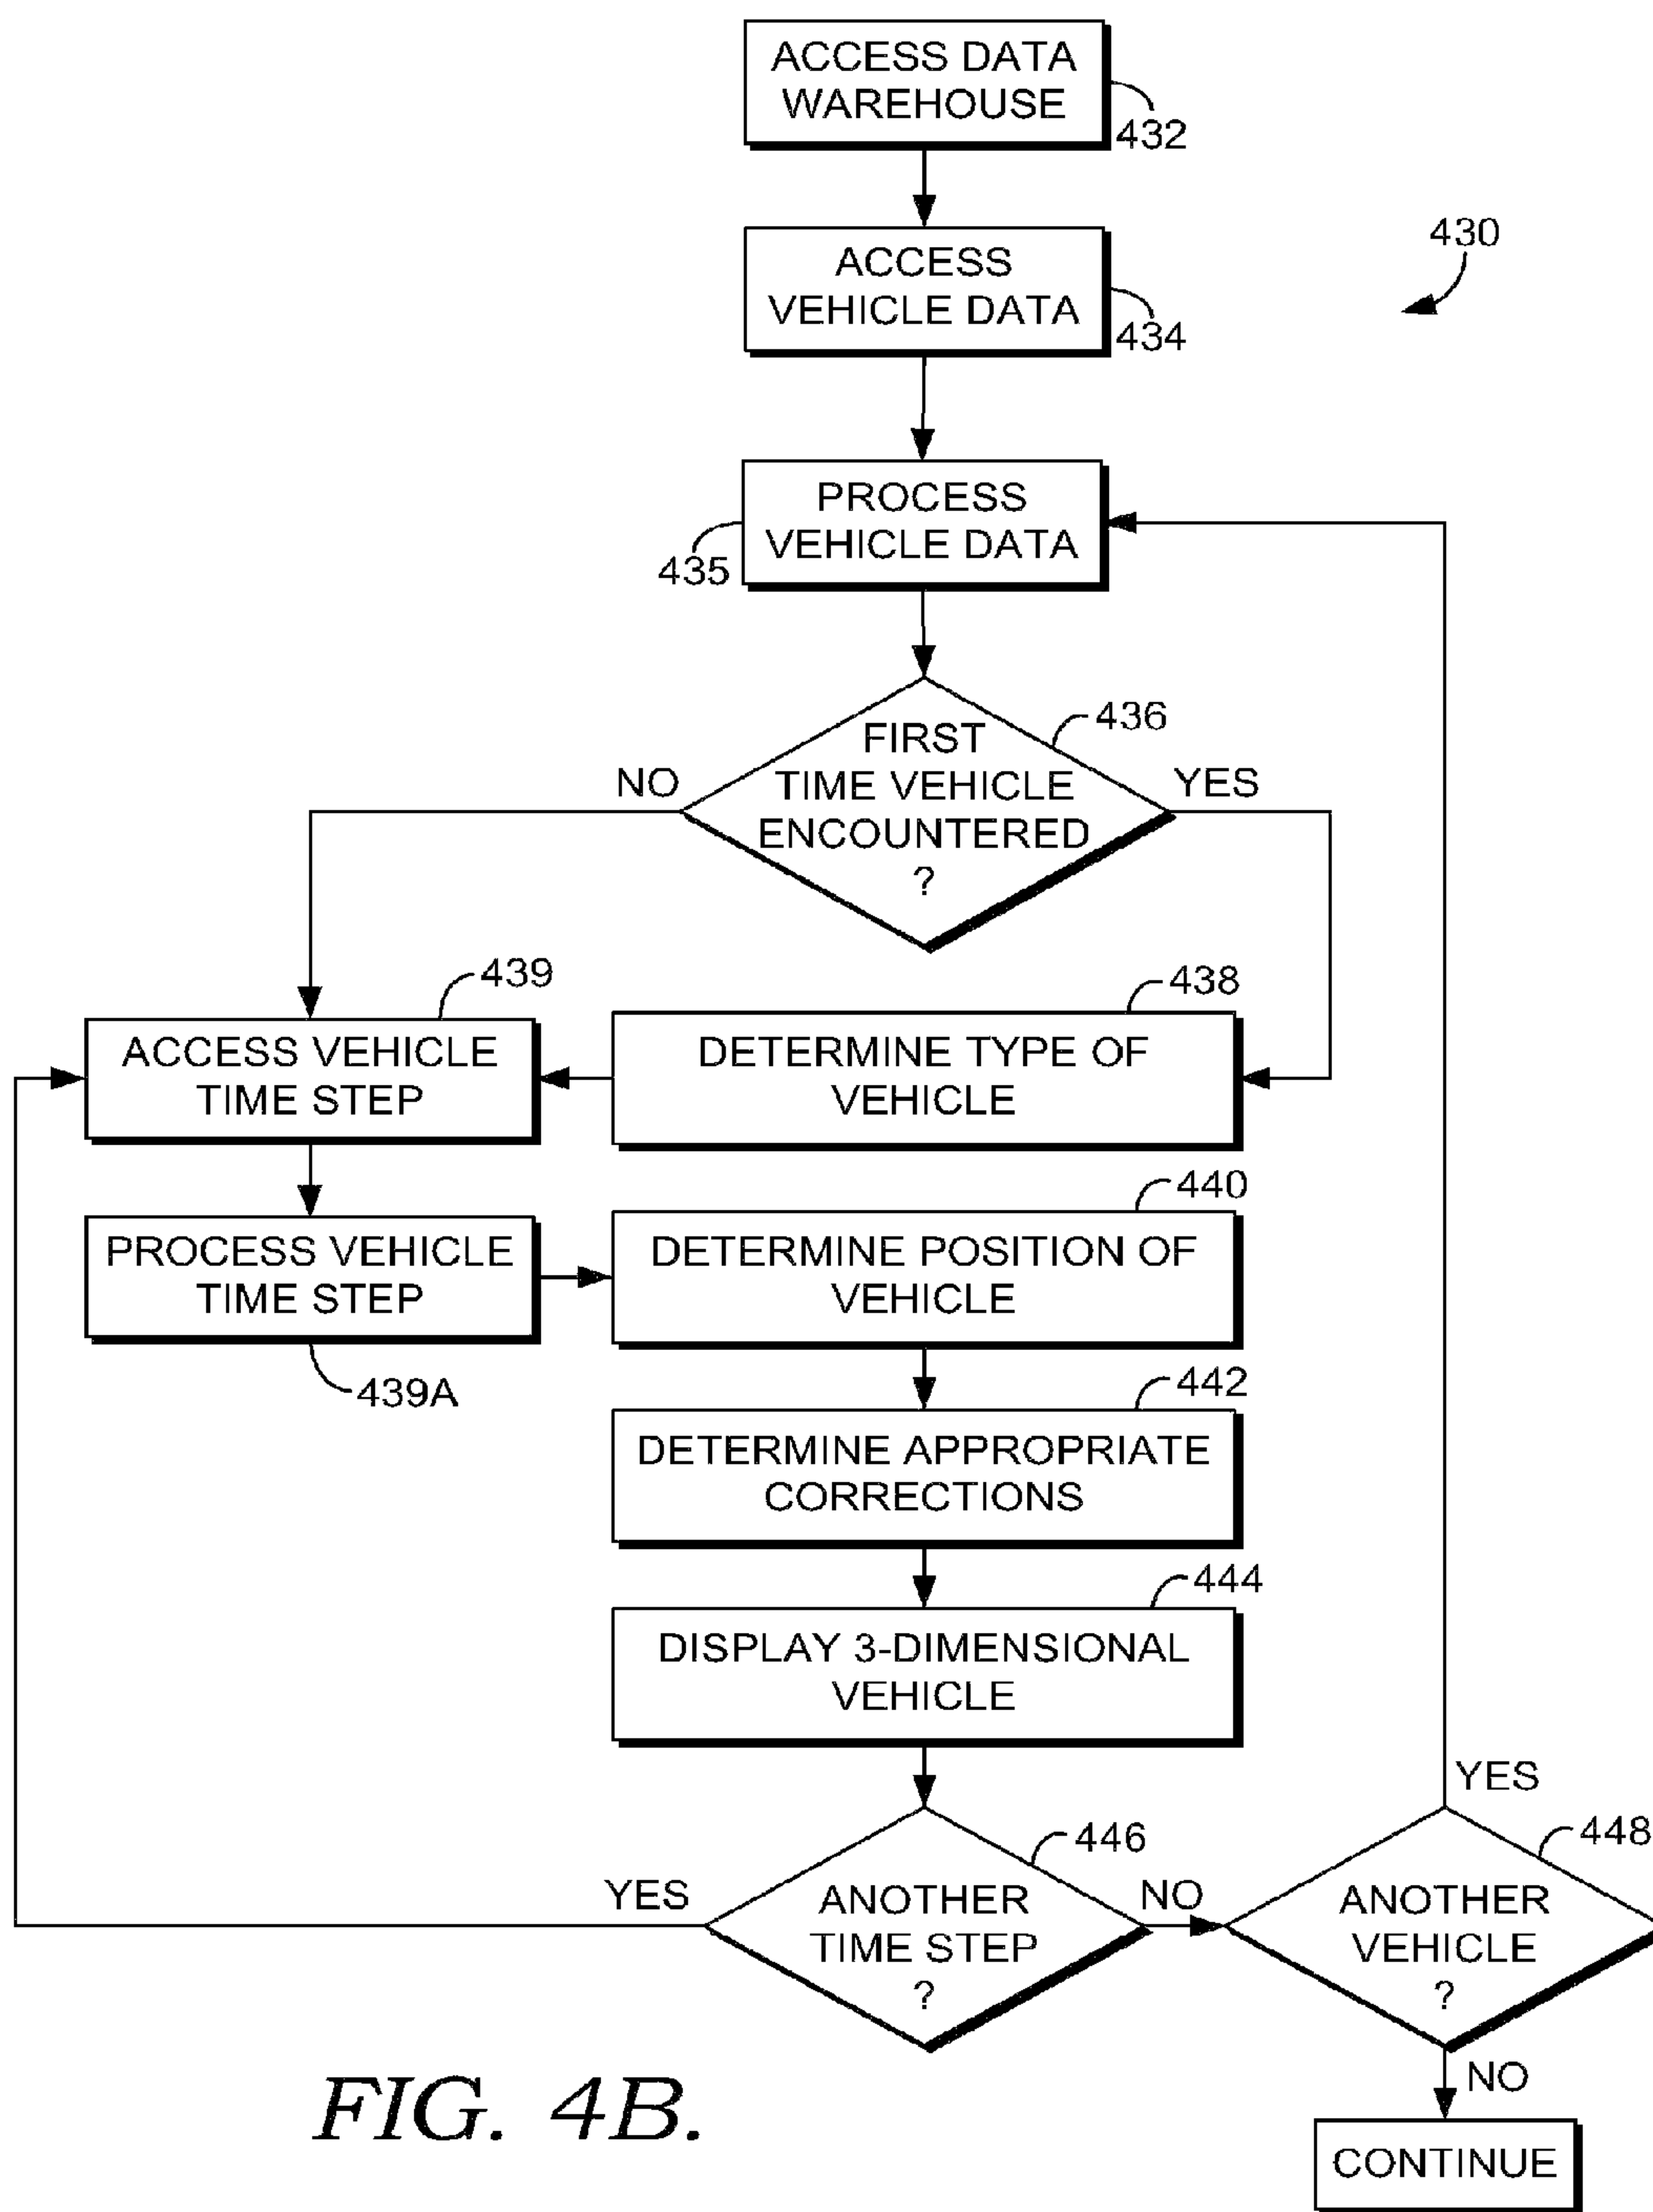 ACCESS DATA
WAREHOUSE
432
430
ACCESS
VEHICLE DATA
434
PROCESS
VEHICLE DATA
435
436
FIRST
TIME VEHICLE
ENCOUNTERED
?
NO
YES
439
438
ACCESS VEHICLE
TIME STEP
DETERMINE TYPE OF
VEHICLE
440
PROCESS VEHICLE
TIME STEP
439A
DETERMINE POSITION OF
VEHICLE
442
DETERMINE APPROPRIATE
CORRECTIONS
444
DISPLAY 3-DIMENSIONAL
VEHICLE
YES
446
448
YES
ANOTHER
TIME STEP
?
NO
ANOTHER
VEHICLE
?
NO
CONTINUE
FIG. 4B.